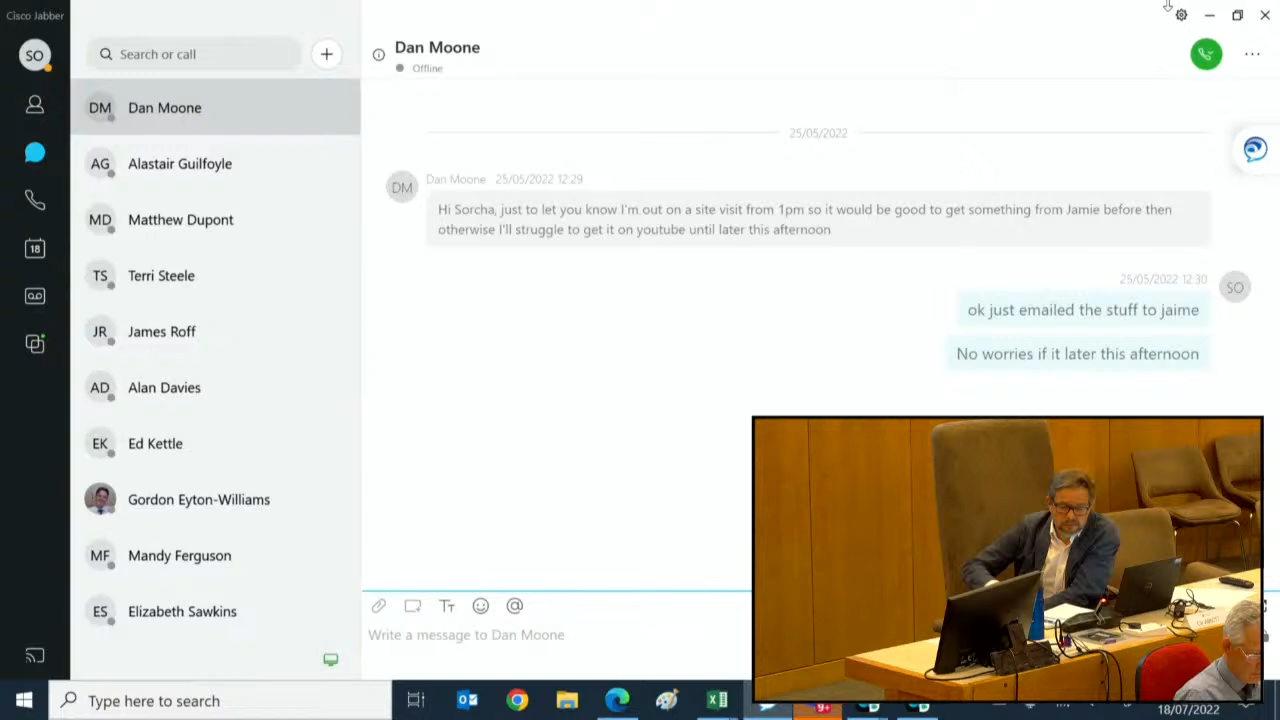 Cisco Jabber
SO
Search or call
Dan Moone
Offline
DM Dan Moone
AG Alastair Guilfoyle
MD Matthew Dupont
TS Terri Steele
JR James Roff
AD Alan Davies
EK Ed Kettle
Gordon Eyton-Williams
MF Mandy Ferguson
ES Elizabeth Sawkins
18
25/05/2022
DM
Dan Moone 25/05/2022 12:29
Hi Sorcha, just to let you know I'm out on a site visit from 1pm so it would be good to get something from Jamie before then
otherwise I'll struggle to get it on youtube until later this afternoon
25/05/2022 12:30
SO
ok just emailed the stuff to jaime
No worries if it later this afternoon
Write a message to Dan Moone
Type here to search
9+
18/07/2022